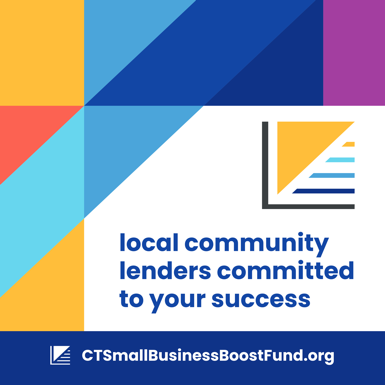 local community
lenders committed
to your success
CTSmallBusinessBoostFund.org